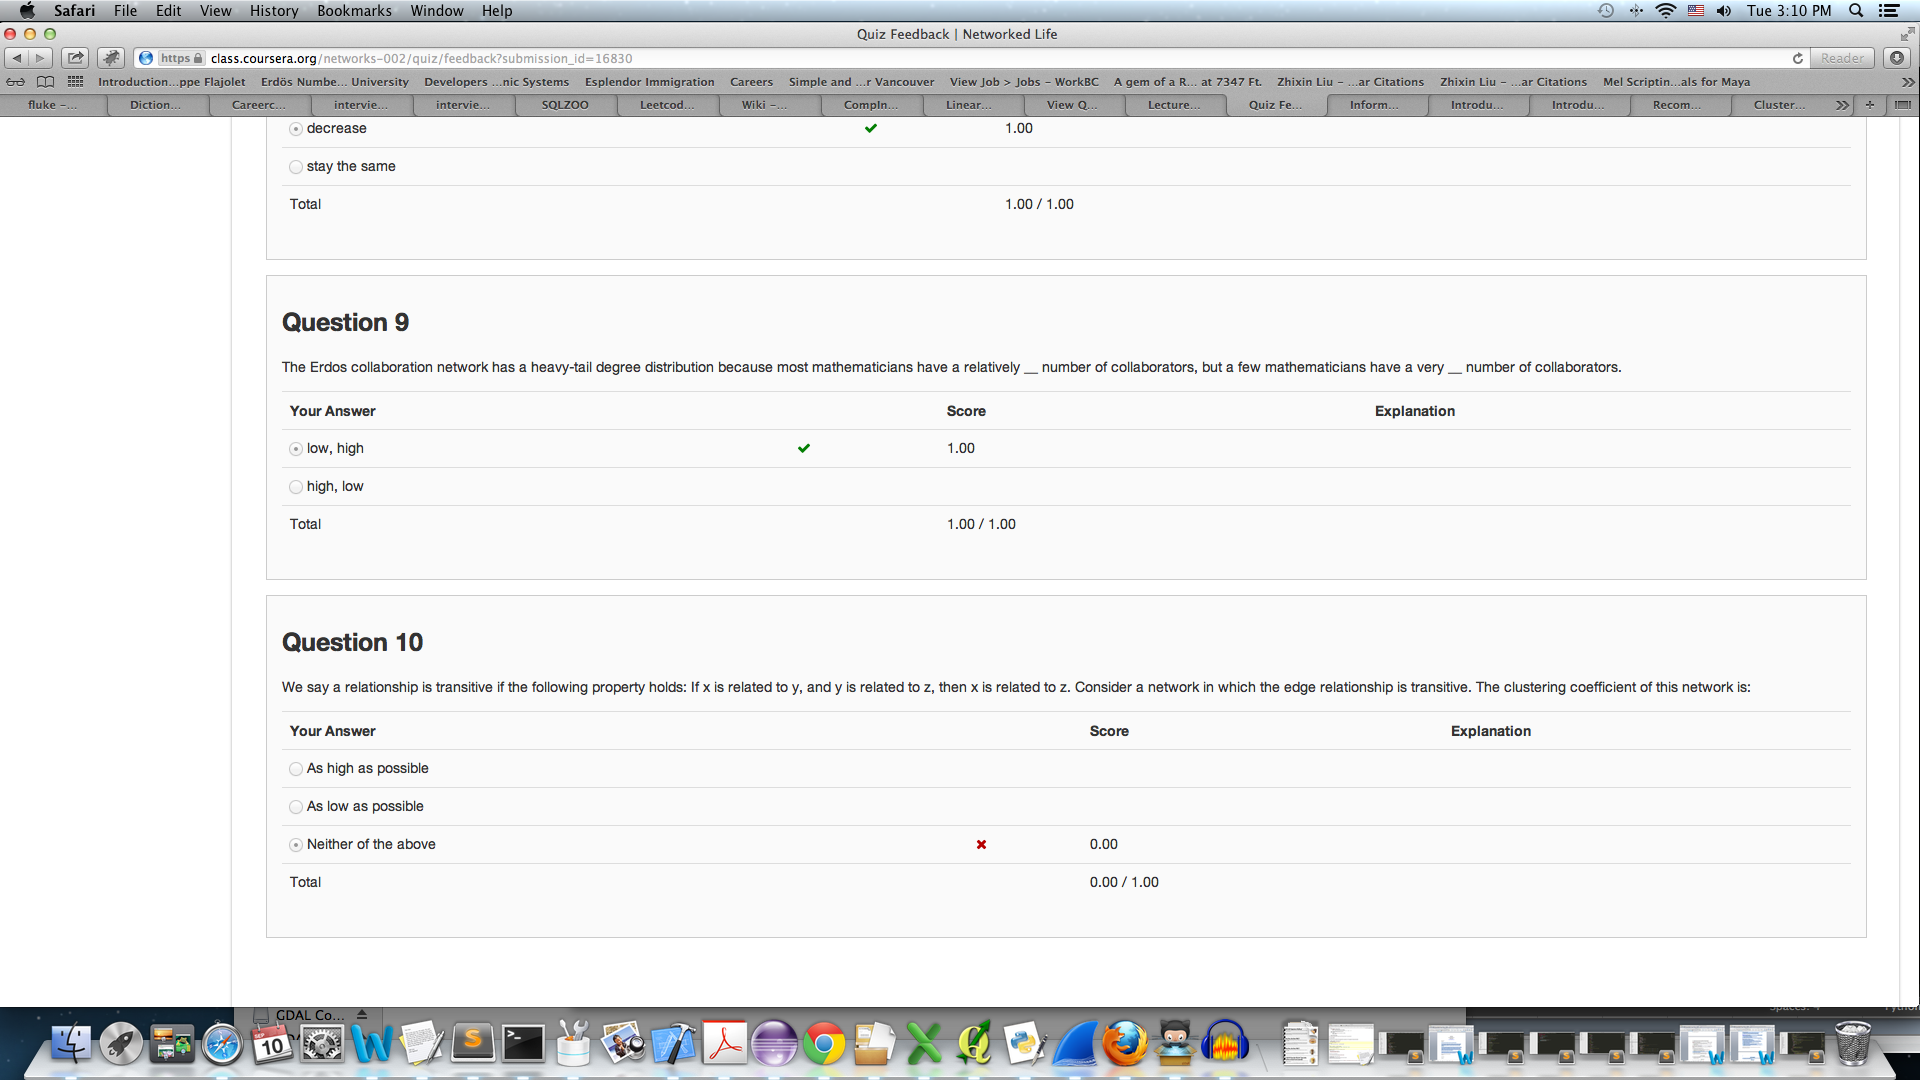 Safari File Edit View History Bookmarks Window Help Tue 3:10 PM
Quiz Feedback | Networked Life
https class.coursera.org/networks-002/quiz/feedback?submission_id=16830 Reader
Introduction...ppe Flajolet Erdös Numbe... University Developers ...nic Systems Esplendor Immigration Careers Simple and ...r Vancouver View Job > Jobs – WorkBC A gem of a R... at 7347 Ft. Zhixin Liu – ...ar Citations Zhixin Liu – ...ar Citations Mel Scriptin...als for Maya
fluke –... Diction... Careerc... intervie... intervie... SQLZOO Leetcod... Wiki –... CompIn... Linear... View Q... Lecture... Quiz Fe... Inform... Introdu... Introdu... Recom... Cluster...
decrease 1.00
stay the same
Total 1.00 / 1.00
Question 9
The Erdos collaboration network has a heavy-tail degree distribution because most mathematicians have a relatively __ number of collaborators, but a few mathematicians have a very __ number of collaborators.
Your Answer Score Explanation
low, high 1.00
high, low
Total 1.00 / 1.00
Question 10
We say a relationship is transitive if the following property holds: If x is related to y, and y is related to z, then x is related to z. Consider a network in which the edge relationship is transitive. The clustering coefficient of this network is:
Your Answer Score Explanation
As high as possible
As low as possible
Neither of the above 0.00
Total 0.00 / 1.00
GDAL Co...
SEP
10